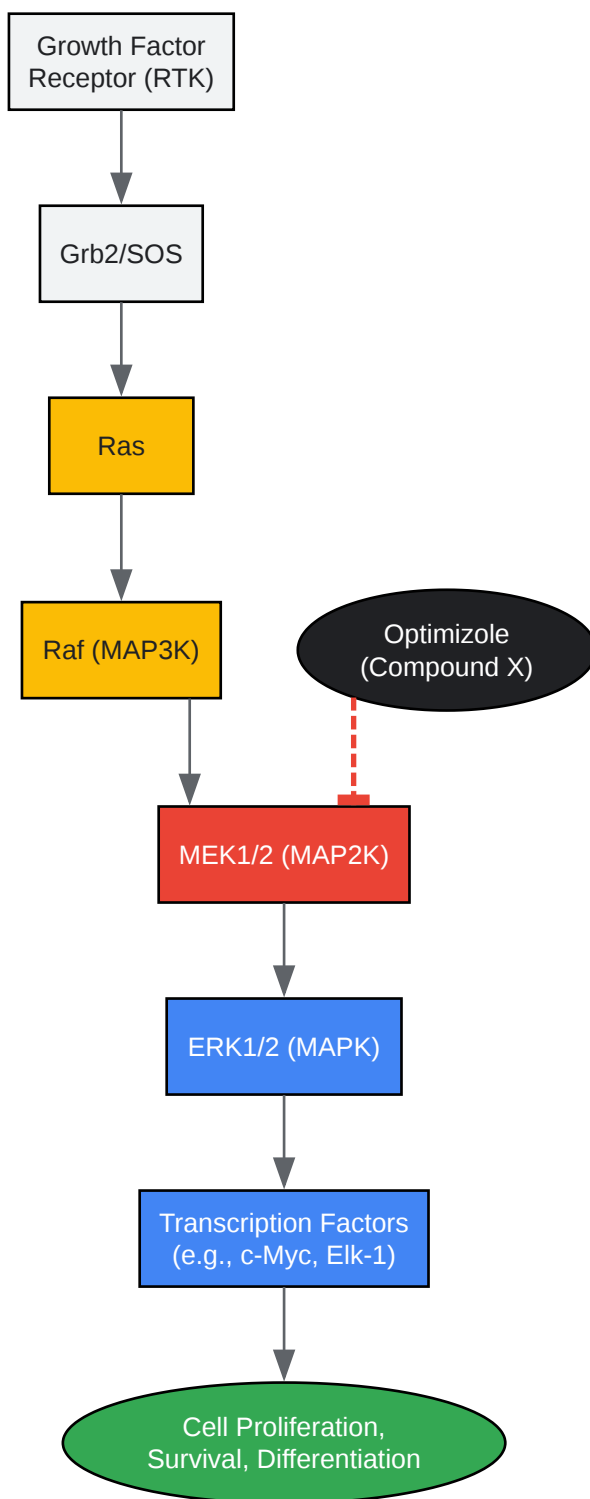 Growth Factor
Receptor (RTK)
Grb2/SOS
Ras
Raf (MAP3K)
Optimizole
(Compound X)
MEK1/2 (MAP2K)
ERK1/2 (MAPK)
Transcription Factors
(e.g., c-Myc, Elk-1)
Cell Proliferation,
Survival, Differentiation